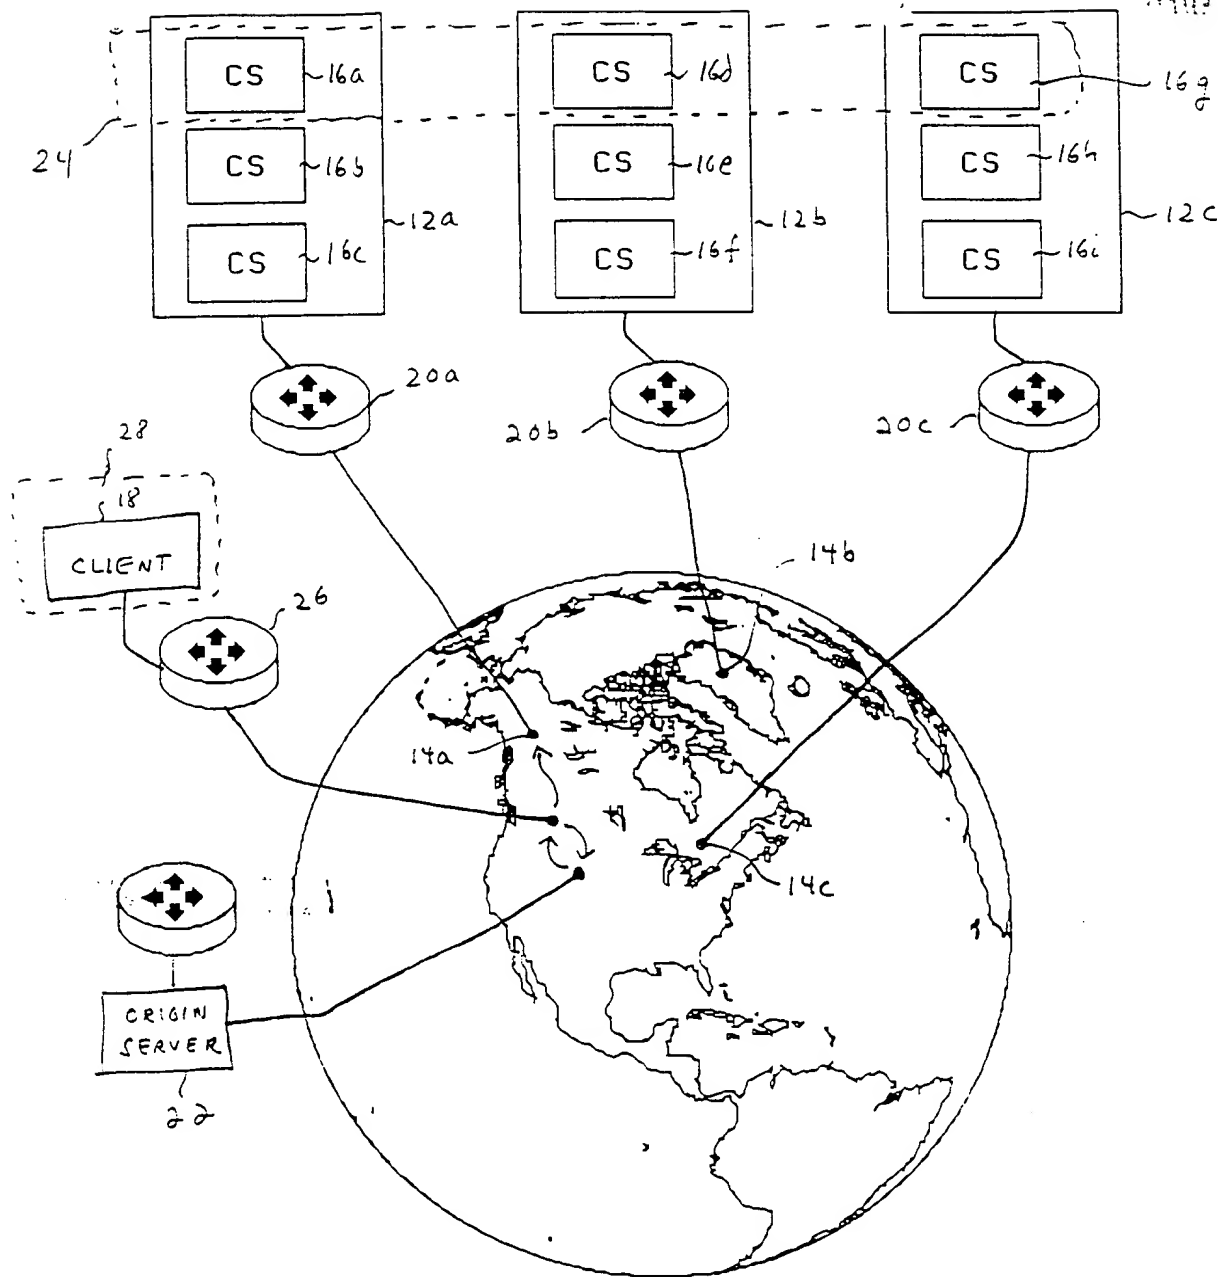 CS 16a
CS 16d
CS 16g
24
CS 16b
CS 16e
CS 16h
12a
12b
12c
CS 16c
CS 16f
CS 16i
20a
20b
20c
28
18
CLIENT
14b
26
14a
14c
ORIGIN
SERVER
22